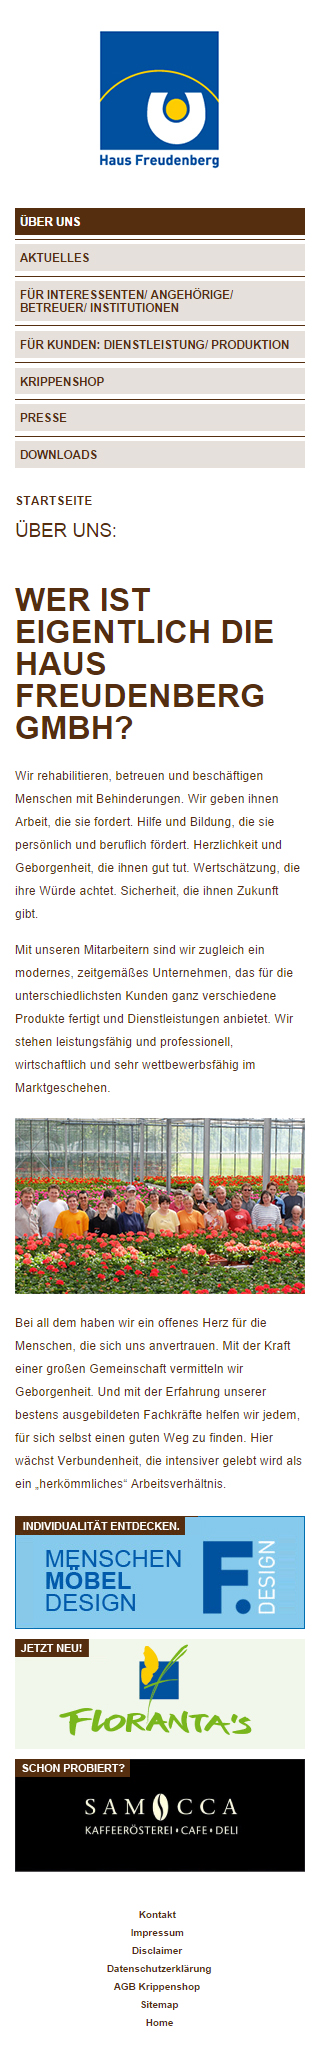 Haus Freudenberg
ÜBER UNS
AKTUELLES
FÜR INTERESSENTEN/ ANGEHÖRIGE/
BETREUER/ INSTITUTIONEN
FÜR KUNDEN: DIENSTLEISTUNG/ PRODUKTION
KRIPPENSHOP
PRESSE
DOWNLOADS
STARTSEITE
ÜBER UNS:
WER IST
EIGENTLICH DIE
HAUS
FREUDENBERG
GMBH?
Wir rehabilitieren, betreuen und beschäftigen
Menschen mit Behinderungen. Wir geben ihnen
Arbeit, die sie fordert. Hilfe und Bildung, die sie
persönlich und beruflich fördert. Herzlichkeit und
Geborgenheit, die ihnen gut tut. Wertschätzung, die
ihre Würde achtet. Sicherheit, die ihnen Zukunft
gibt.
Mit unseren Mitarbeitern sind wir zugleich ein
modernes, zeitgemäßes Unternehmen, das für die
unterschiedlichsten Kunden ganz verschiedene
Produkte fertigt und Dienstleistungen anbietet. Wir
stehen leistungsfähig und professionell,
wirtschaftlich und sehr wettbewerbsfähig im
Marktgeschehen.
Bei all dem haben wir ein offenes Herz für die
Menschen, die sich uns anvertrauen. Mit der Kraft
einer großen Gemeinschaft vermitteln wir
Geborgenheit. Und mit der Erfahrung unserer
bestens ausgebildeten Fachkräfte helfen wir jedem,
für sich selbst einen guten Weg zu finden. Hier
wächst Verbundenheit, die intensiver gelebt wird als
ein „herkömmliches“ Arbeitsverhältnis.
INDIVIDUALITÄT ENTDECKEN.
MENSCHEN
MÖBEL
DESIGN
F. DESIGN
JETZT NEU!
FLORANTA'S
SCHON PROBIERT?
SAMOCCA
KAFFEERÖSTEREI • CAFE • DELI
Kontakt
Impressum
Disclaimer
Datenschutzerklärung
AGB Krippenshop
Sitemap
Home